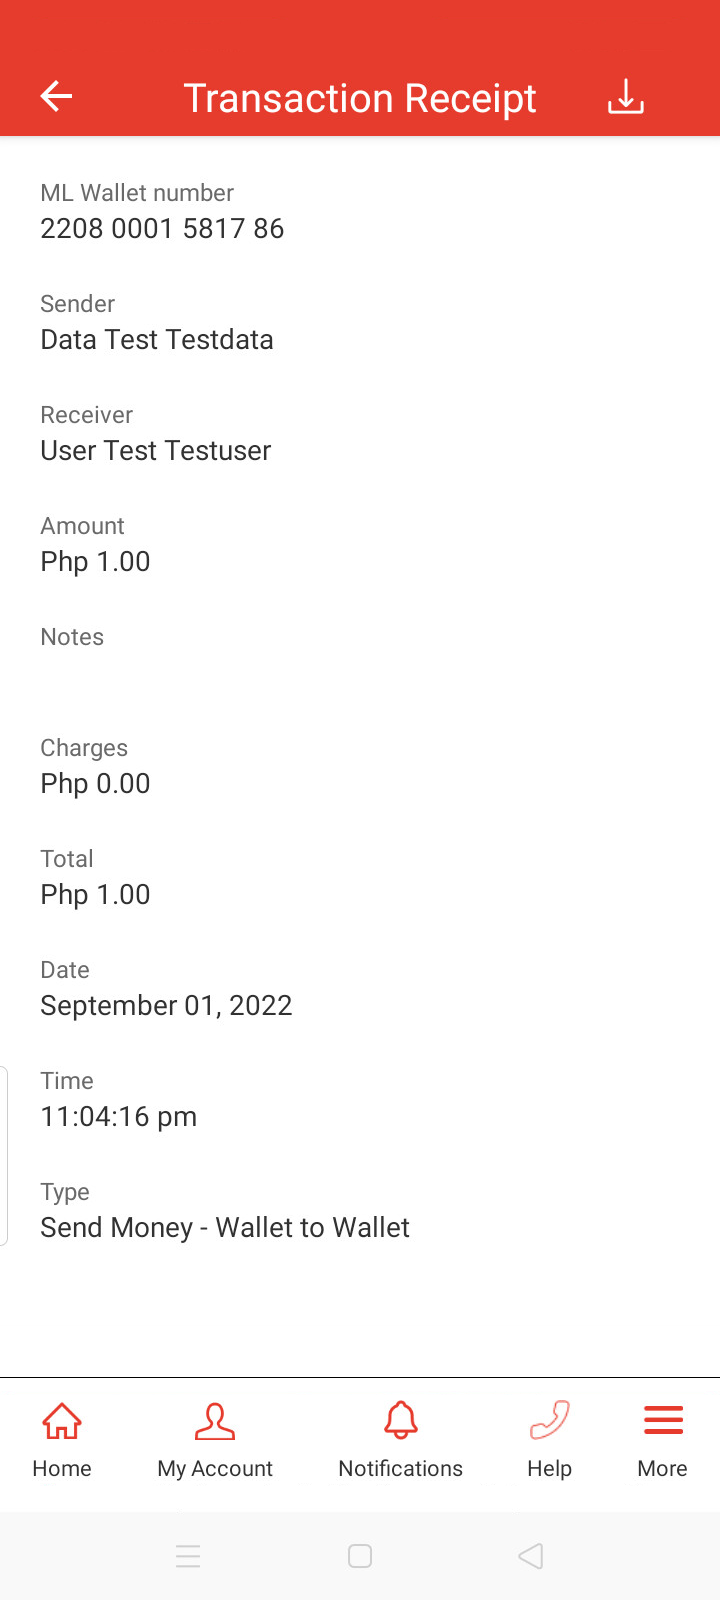 Transaction Receipt
ML Wallet number
2208 0001 5817 86
Sender
Data Test Testdata
Receiver
User Test Testuser
Amount
Php 1.00
Notes
Charges
Php 0.00
Total
Php 1.00
Date
September 01, 2022
Time
11:04:16 pm
Type
Send Money - Wallet to Wallet
Home My Account Notifications Help More